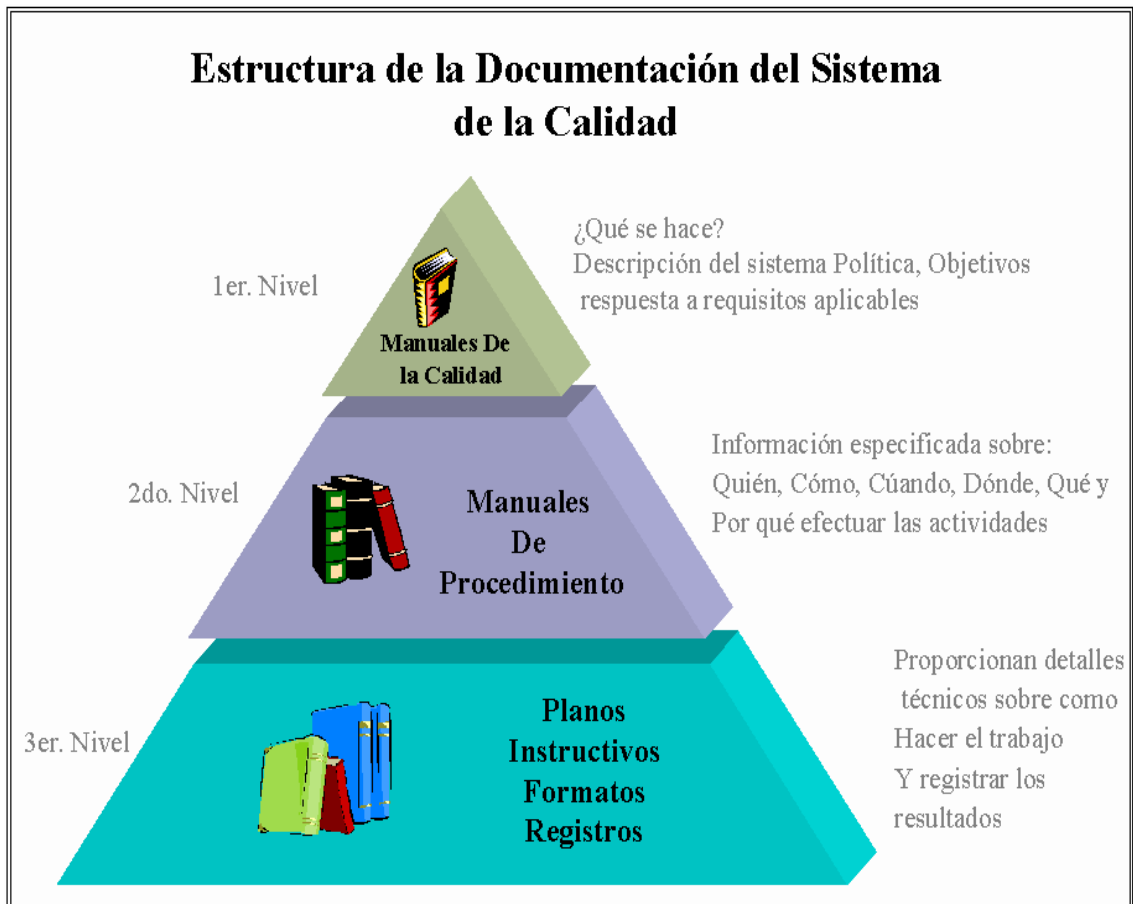 Estructura de la Documentación del Sistema
de la Calidad
1er. Nivel
Manuales De
la Calidad
¿Qué se hace?
Descripción del sistema Política, Objetivos
respuesta a requisitos aplicables
2do. Nivel
Manuales
De
Procedimiento
Información especificada sobre:
Quién, Cómo, Cúando, Dónde, Qué y
Por qué efectuar las actividades
3er. Nivel
Planos
Instructivos
Formatos
Registros
Proporcionan detalles
técnicos sobre como
Hacer el trabajo
Y registrar los
resultados